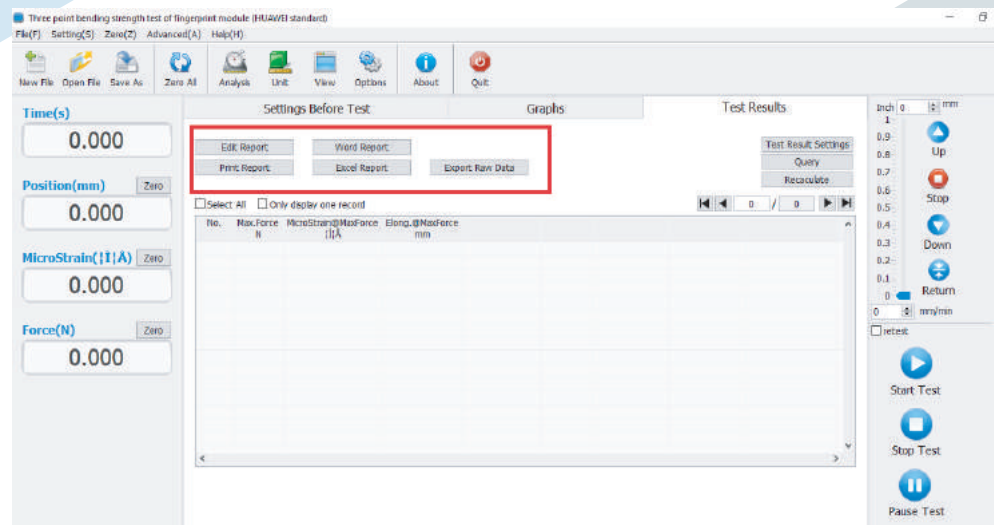 Three point bending strength test of fingerprint module (HUAWEI standard)
File(F) Setting(S) Zero(Z) Advanced(A) Help(H)
New File Open File Save As Zero All Analysis Unit View Options About Quit
Time(s)
0.000
Position(mm) Zero
0.000
MicroStrain(¦Ì¦Å) Zero
0.000
Force(N) Zero
0.000
Settings Before Test Graphs Test Results
Edit Report Word Report
Print Report Excel Report Export Raw Data
Test Result Settings
Query
Recaculate
Select All Only display one record
0 / 0
No. Max.Force MicroStrain@MaxForce Elong.@MaxForce
N ¦Ì¦Å mm
Inch 0 mm
1
0.9
0.8
0.7
0.6
0.5
0.4
0.3
0.2
0.1
0
Up
Stop
Down
Return
0 mm/min
retest
Start Test
Stop Test
Pause Test